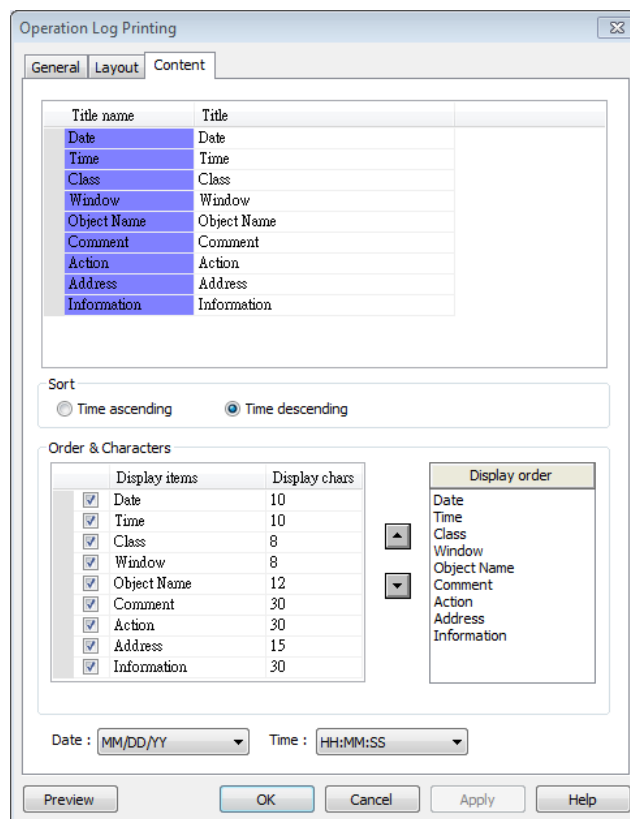 Operation Log Printing
General Layout Content
Title name Title
Date Date
Time Time
Class Class
Window Window
Object Name Object Name
Comment Comment
Action Action
Address Address
Information Information
Sort
Time ascending Time descending
Order & Characters
Display items Display chars
Date 10
Time 10
Class 8
Window 8
Object Name 12
Comment 30
Action 30
Address 15
Information 30
Display order
Date
Time
Class
Window
Object Name
Comment
Action
Address
Information
Date : MM/DD/YY Time : HH:MM:SS
Preview OK Cancel Apply Help